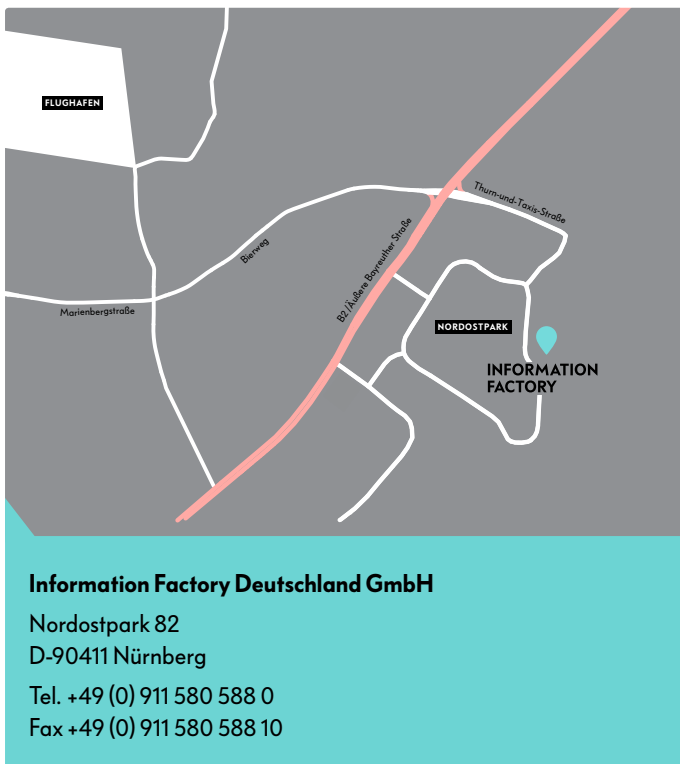 FLUGHAFEN
Thurn-und-Taxis-Straße
Bierweg
B2 /Äußere Bayreuther Straße
Marienbergstraße
NORDOSTPARK
INFORMATION
FACTORY
Information Factory Deutschland GmbH
Nordostpark 82
D-90411 Nürnberg
Tel. +49 (0) 911 580 588 0
Fax +49 (0) 911 580 588 10